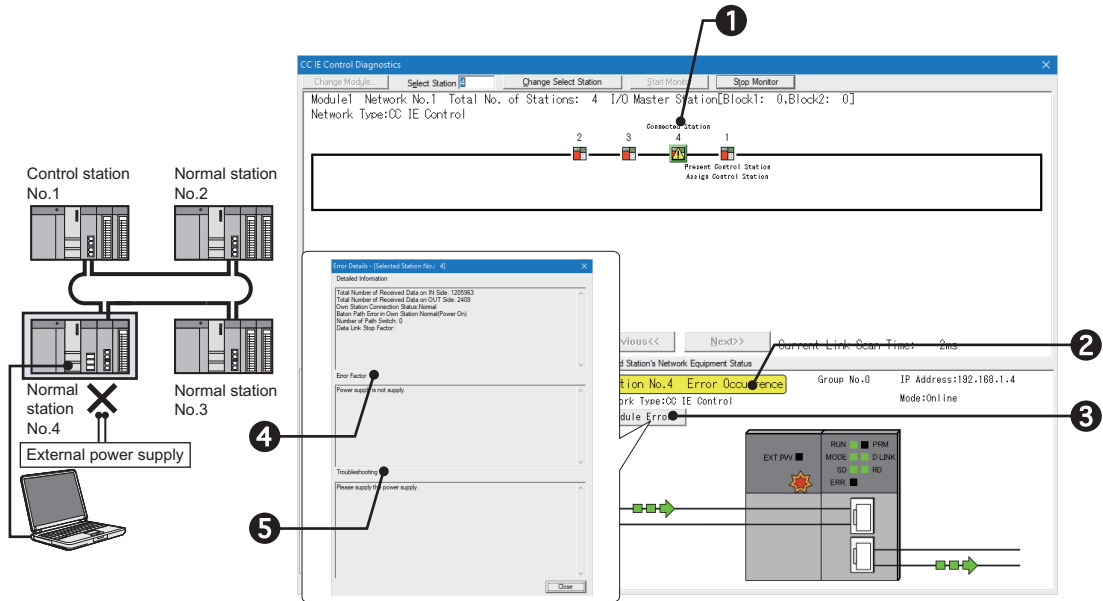 1
CC IE Control Diagnostics
Change Module... Select Station 4 Change Select Station Start Monitor Stop Monitor
Module1 Network No.1 Total No. of Stations: 4 I/O Master Station[Block1: 0,Block2: 0]
Network Type:CC IE Control
Connected Station
2 3 4 1
Present Control Station
Assign Control Station
Control station
No.1
Normal station
No.2
Normal
station
No.4
Normal station
No.3
External power supply
Error Details - [Selected Station No.: 4]
Detailed Information
Total Number of Received Data on IN Side: 1205963
Total Number of Received Data on OUT Side: 2408
Own Station Connection Status:Normal
Baton Path Error in Own Station:Normal(Power On)
Number of Path Switch: 0
Data Link Stop Factor:
Error Factor
4
Power supply is not supply.
Troubleshooting
5
Please supply the power supply.
Close
vious<< Next>> Current Link Scan Time: 2ms
2
d Station's Network Equipment Status
tion No.4 Error Occurrence Group No.0 IP Address:192.168.1.4
ork Type:CC IE Control Mode:Online
dule Erro
3
EXT.PW
RUN PRM
MODE D LINK
SD RD
ERR.